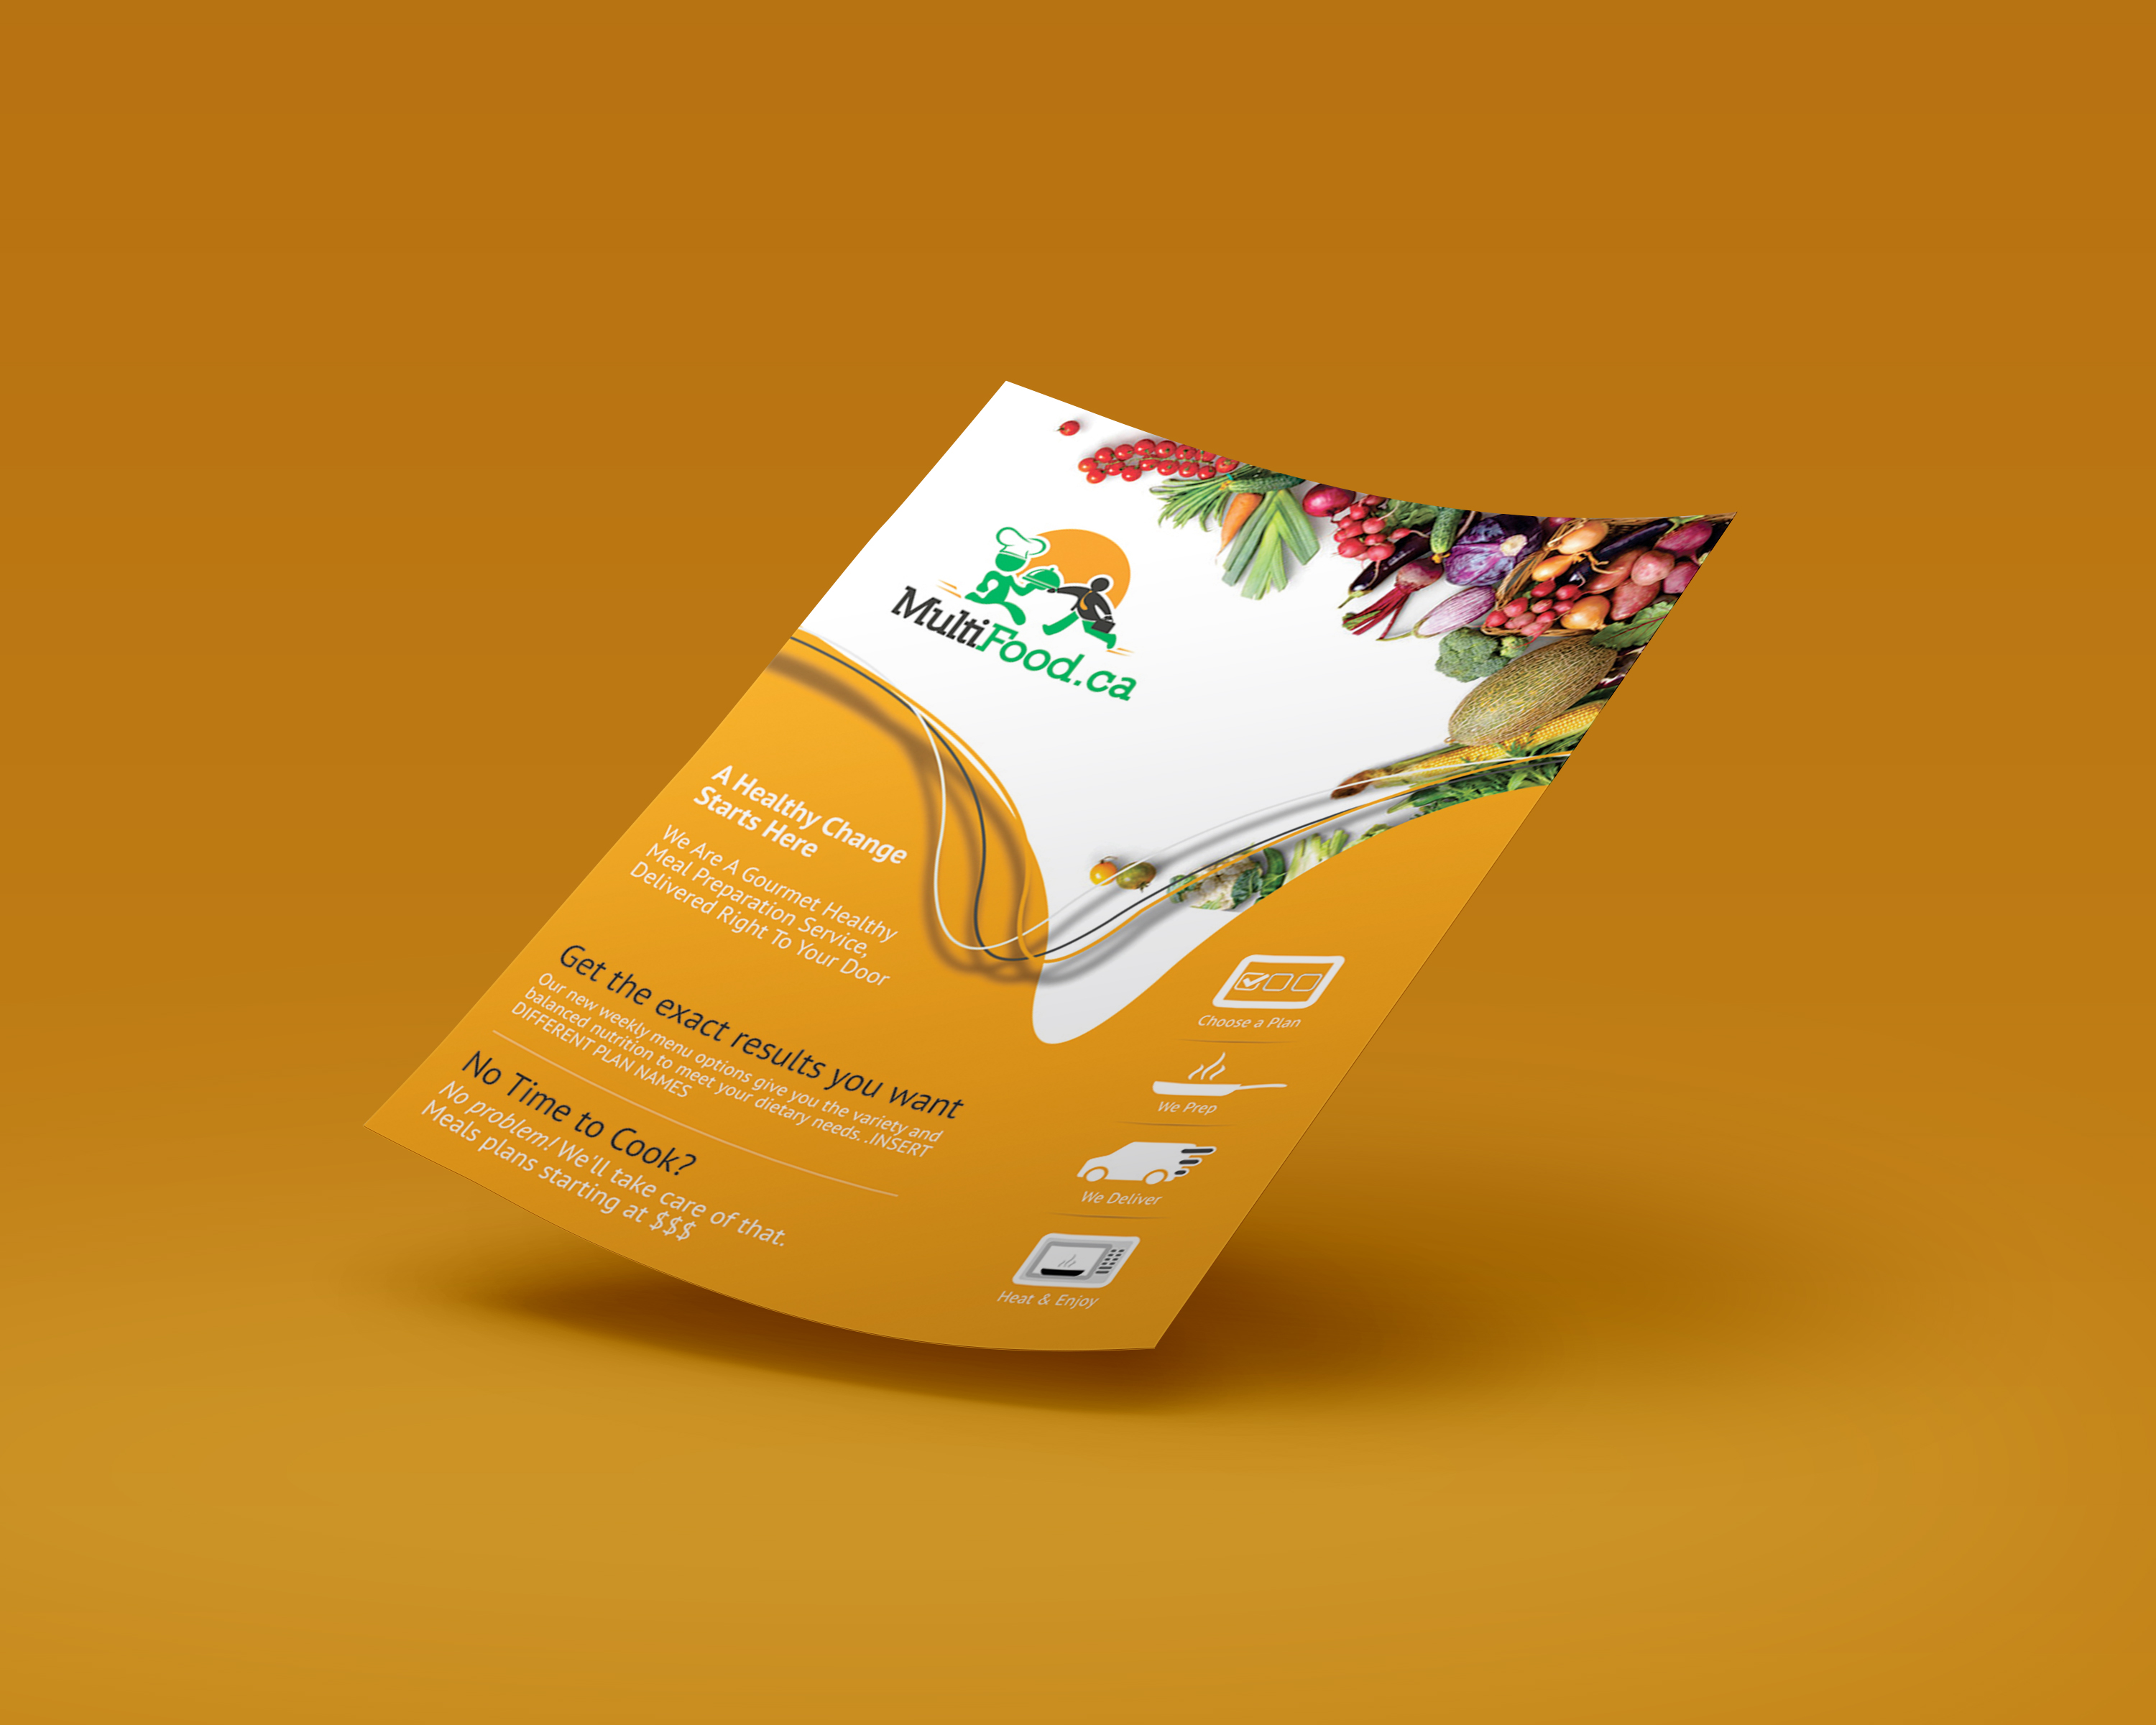 MultiFood.ca
A Healthy Change
Starts Here
We Are A Gourmet Healthy
Meal Preparation Service,
Delivered Right To Your Door
Get the exact results you want
Our new weekly menu options give you the variety and
balanced nutrition to meet your dietary needs. .INSERT
DIFFERENT PLAN NAMES
No Time to Cook?
No problem! We'll take care of that.
Meals plans starting at $$$
Choose a Plan
We Prep
We Deliver
Heat & Enjoy